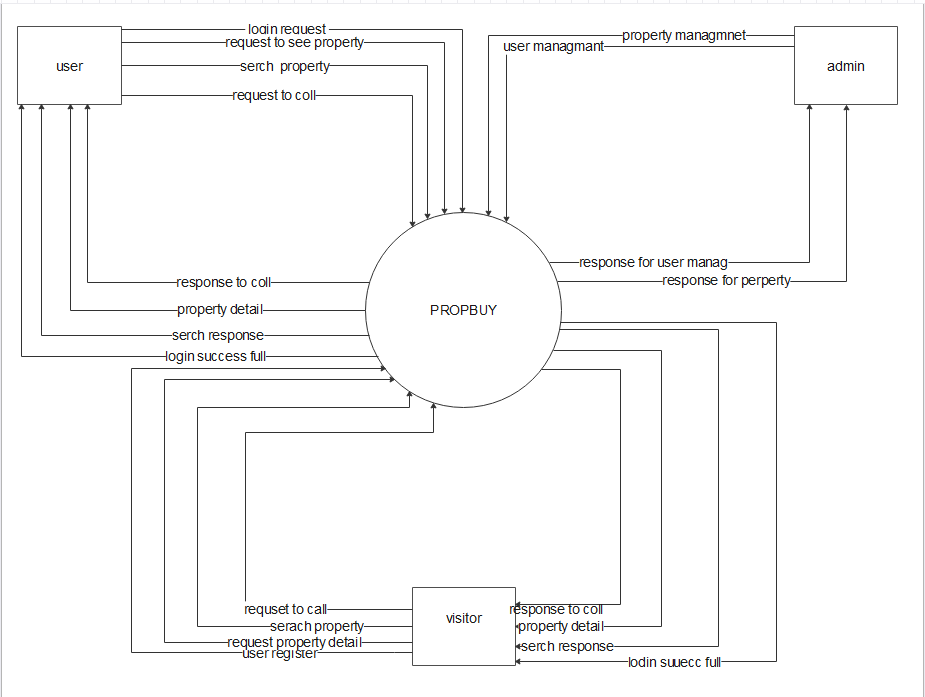 login request
request to see property
serch property
request to coll
user
property managmnet
user managmant
admin
response for user manag
response for perperty
response to coll
property detail
serch response
login success full
PROPBUY
requset to call
serach property
request property detail
user register
visitor
response to coll
property detail
serch response
lodin suuecc full